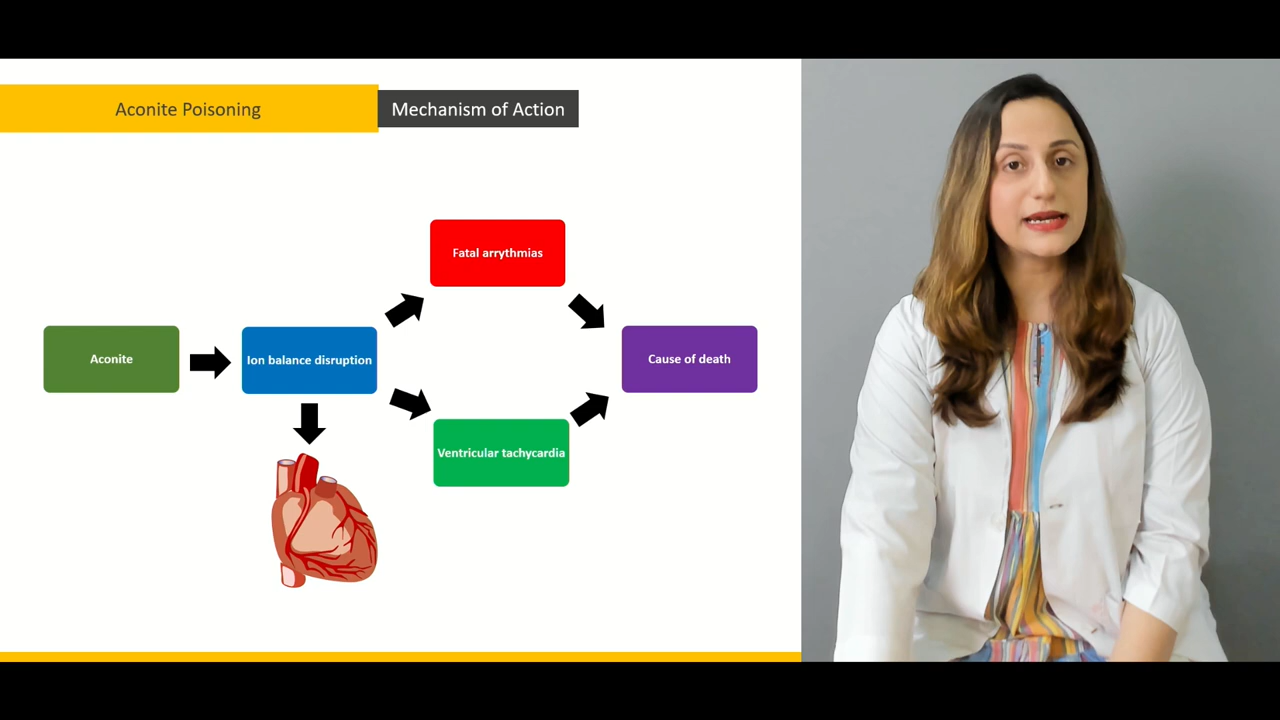 Aconite Poisoning
Mechanism of Action
Fatal arrythmias
Aconite
Ion balance disruption
Cause of death
Ventricular tachycardia